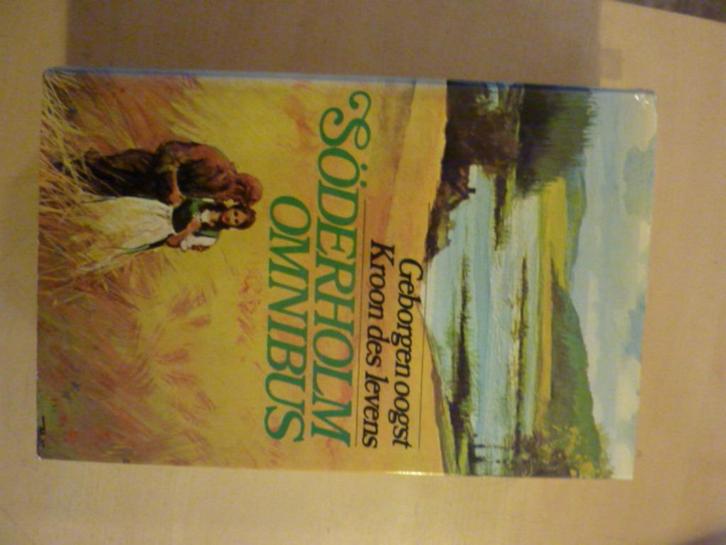 Geborgen oogst
Kroon des levens
SÖDERHOLM
OMNIBUS